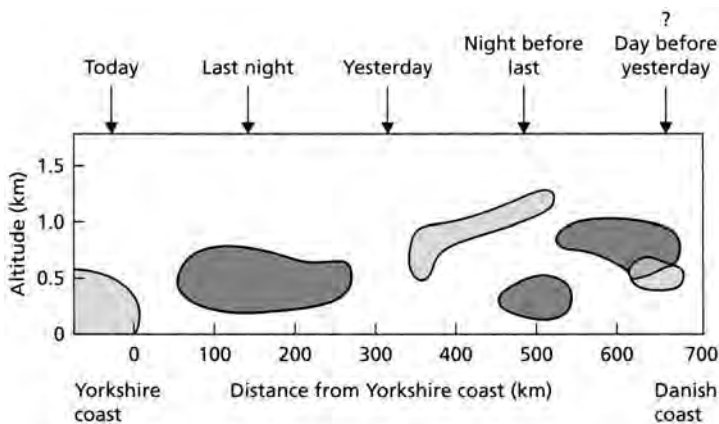 ?
Today Last night Yesterday Night before last Day before yesterday
Altitude (km)
1.5
1.0
0.5
0
0 100 200 300 400 500 600 700
Yorkshire coast
Distance from Yorkshire coast (km)
Danish coast